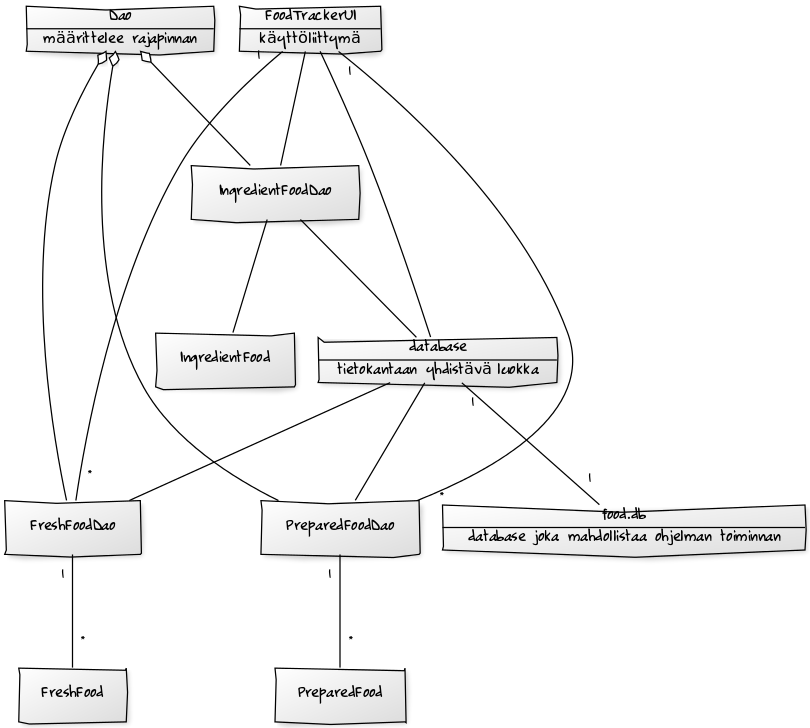 Dao
määrittelee rajapinnan
FoodTrackerUI
käyttöliittymä
1
1
IngredientFoodDao
IngredientFood
database
tietokantaan yhdistävä luokka
1
*
*
1
FreshFoodDao
PreparedFoodDao
food.db
database joka mahdollistaa ohjelman toiminnan
1
1
*
*
FreshFood
PreparedFood